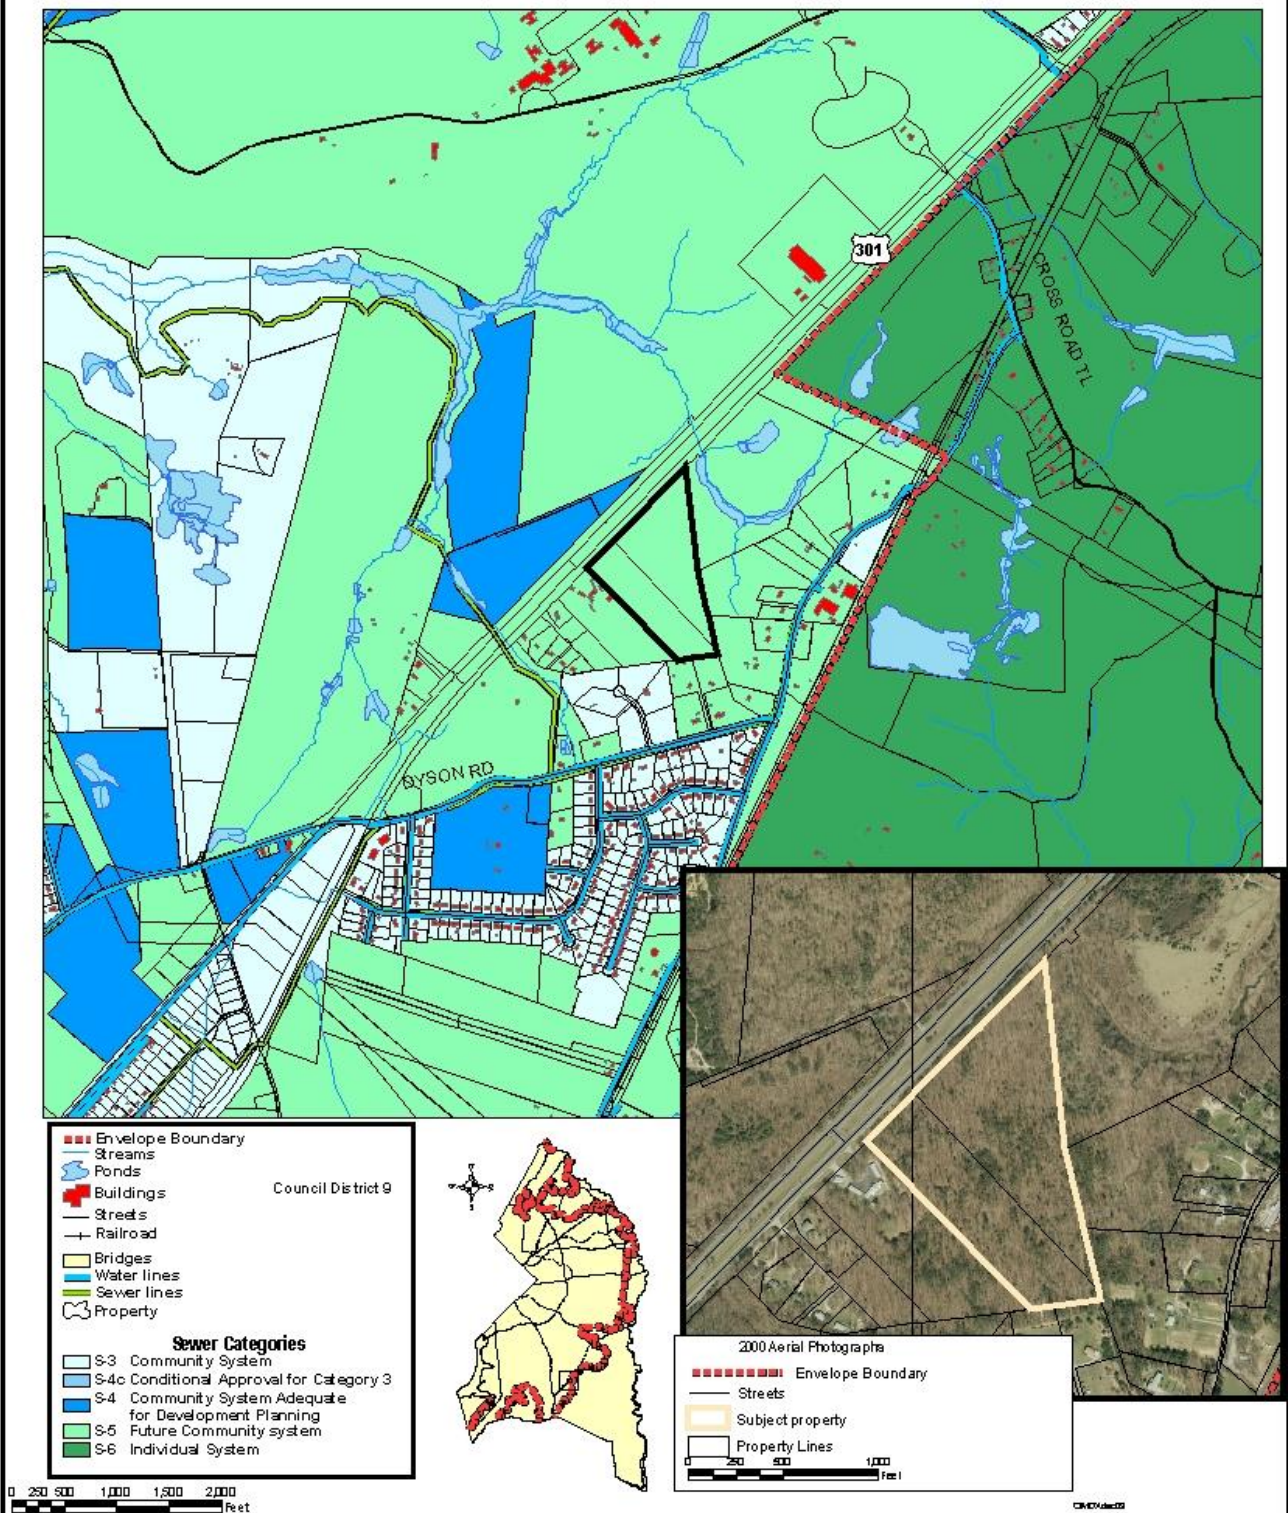 301
CROSS ROAD TL
DYSON RD
Envelope Boundary
Streams
Ponds
Buildings
Streets
Railroad
Bridges
Water lines
Sewer lines
Property
Council District 9
Sewer Categories
S-3 Community System
S-4c Conditional Approval for Category 3
S-4 Community System Adequate
for Development Planning
S-5 Future Community system
S-6 Individual System
0 250 500 1,000 1,500 2,000
Feet
2000 Aerial Photographs
Envelope Boundary
Streets
Subject property
Property Lines
0 250 500 1,000
Feet